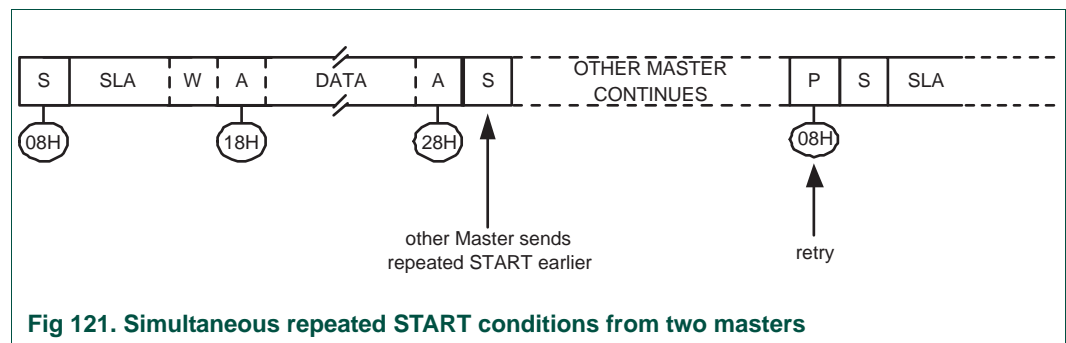 S SLA W A DATA A S OTHER MASTER CONTINUES P S SLA
08H 18H 28H 08H
other Master sends
repeated START earlier
retry
Fig 121. Simultaneous repeated START conditions from two masters